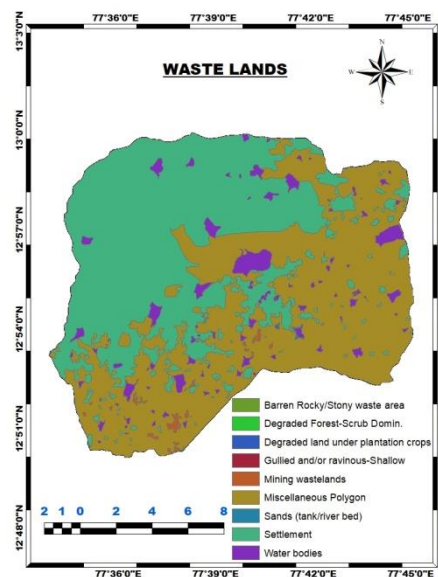 77°36'0"E 77°39'0"E 77°42'0"E 77°45'0"E
13°3'0"N
WASTE LANDS
N
W E
S
13°0'0"N
12°57'0"N
12°54'0"N
12°51'0"N
12°48'0"N
Barren Rocky/Stony waste area
Degraded Forest-Scrub Domin.
Degraded land under plantation crops
Gullied and/or ravinous-Shallow
Mining wastelands
Miscellaneous Polygon
Sands (tank/river bed)
Settlement
Water bodies
2 1 0 2 4 6 8
77°36'0"E 77°39'0"E 77°42'0"E 77°45'0"E